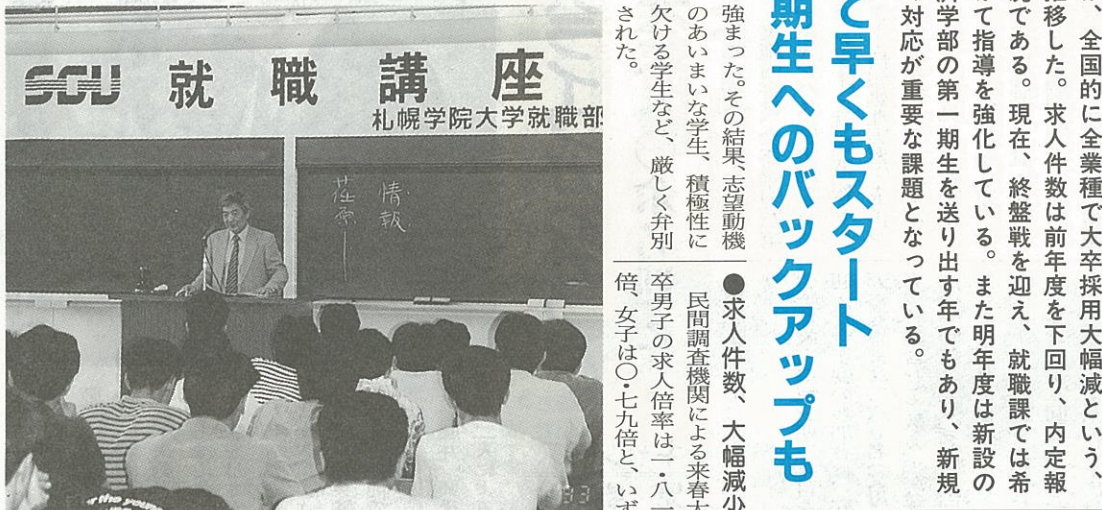 SGU 就職講座
札幌学院大学就職部
情報
、全国的に全業種で大卒採用大幅減という、
推移した。求人件数は前年度を下回り、内定報
況である。現在、終盤戦を迎え、就職課では希
て指導を強化している。また明年度は新設の
済学部の第一期生を送り出す年でもあり、新規
対応が重要な課題となっている。
て早くもスタート
期生へのバックアップも
強まった。その結果、志望動機
のあいまいな学生、積極性に
欠ける学生など、厳しく弁別
された。
●求人件数、大幅減少
民間調査機関による来春大
卒男子の求人倍率は一・八一
倍、女子は〇・七九倍と、いず